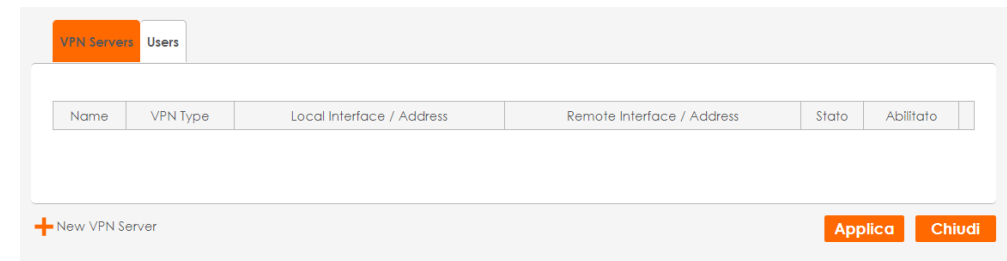 VPN Servers Users
Name VPN Type Local Interface / Address Remote Interface / Address Stato Abilitato
New VPN Server Applica Chiudi